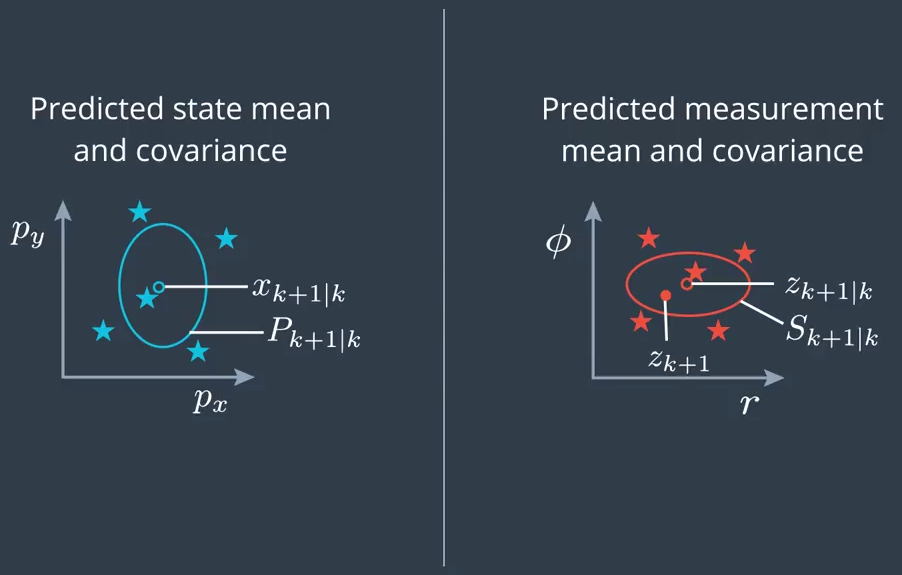 Predicted state mean
and covariance
p_y
x_{k+1|k}
P_{k+1|k}
p_x
Predicted measurement
mean and covariance
ϕ
z_{k+1|k}
S_{k+1|k}
z_{k+1}
r